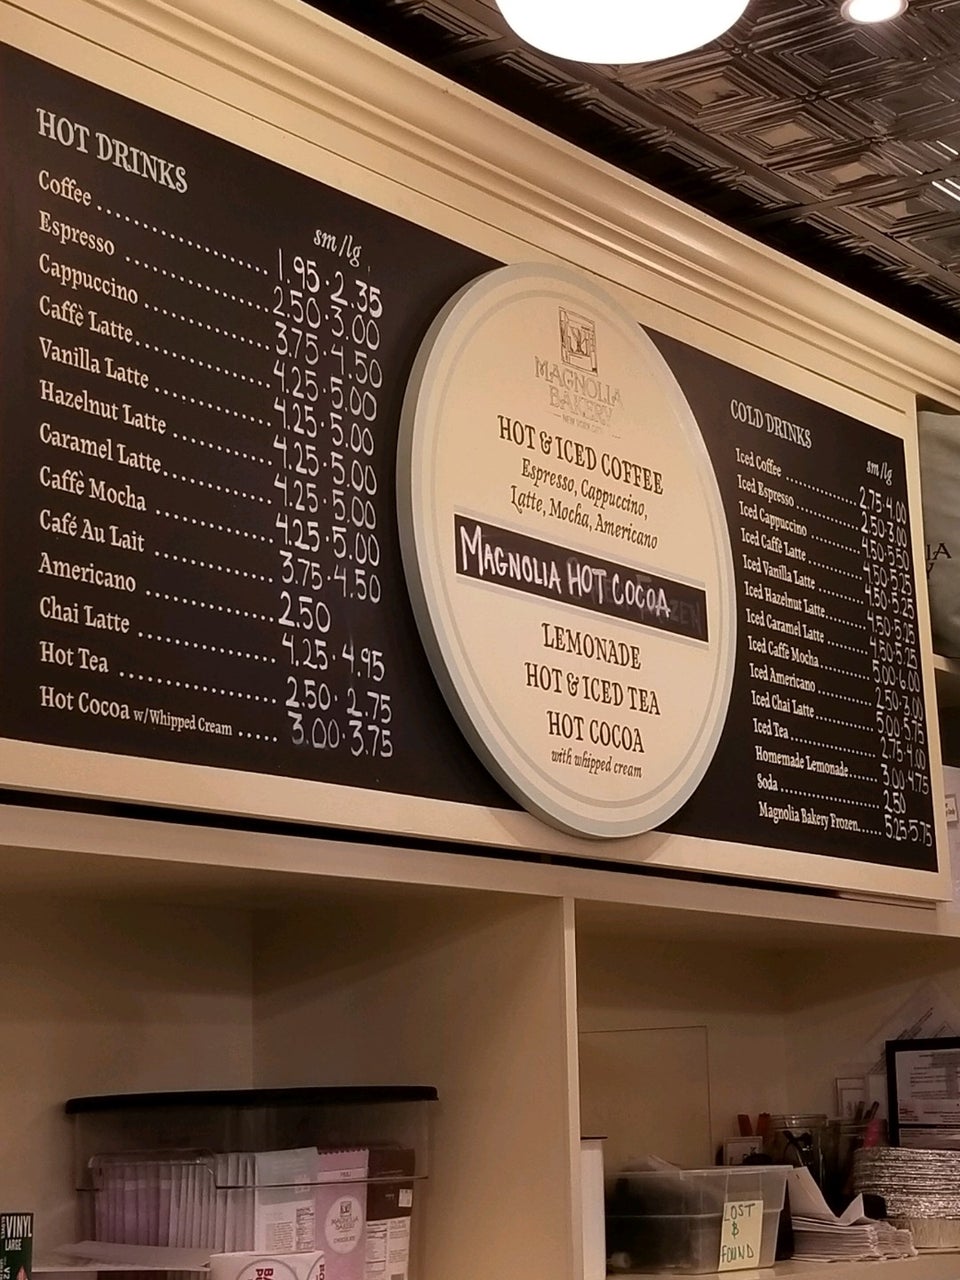 HOT DRINKS
sm/lg
Coffee 1.95·2.35
Espresso 2.50·3.00
Cappuccino 3.75·4.50
Caffè Latte 4.25·5.00
Vanilla Latte 4.25·5.00
Hazelnut Latte 4.25·5.00
Caramel Latte 4.25·5.00
Caffè Mocha 4.25·5.00
Café Au Lait 3.75·4.50
Americano 2.50
Chai Latte 4.25·4.95
Hot Tea 2.50·2.75
Hot Cocoa w/Whipped Cream 3.00·3.75
MAGNOLIA
BAKERY
NEW YORK CITY
HOT & ICED COFFEE
Espresso, Cappuccino,
Latte, Mocha, Americano
MAGNOLIA HOT COCOA
LEMONADE
HOT & ICED TEA
HOT COCOA
with whipped cream
COLD DRINKS
sm/lg
Iced Coffee 2.75·4.00
Iced Espresso 2.50·3.00
Iced Cappuccino 4.50·5.50
Iced Caffè Latte 4.50·5.25
Iced Vanilla Latte 4.50·5.25
Iced Hazelnut Latte 4.50·5.25
Iced Caramel Latte 4.50·5.25
Iced Caffè Mocha 5.00·6.00
Iced Americano 2.50·3.00
Iced Chai Latte 5.00·5.75
Iced Tea 2.75·4.00
Homemade Lemonade 3.00 4.75
Soda 2.50
Magnolia Bakery Frozen 5.25·5.75
LOST
&
FOUND
VINYL
LARGE
MAGNOLIA
BAKERY